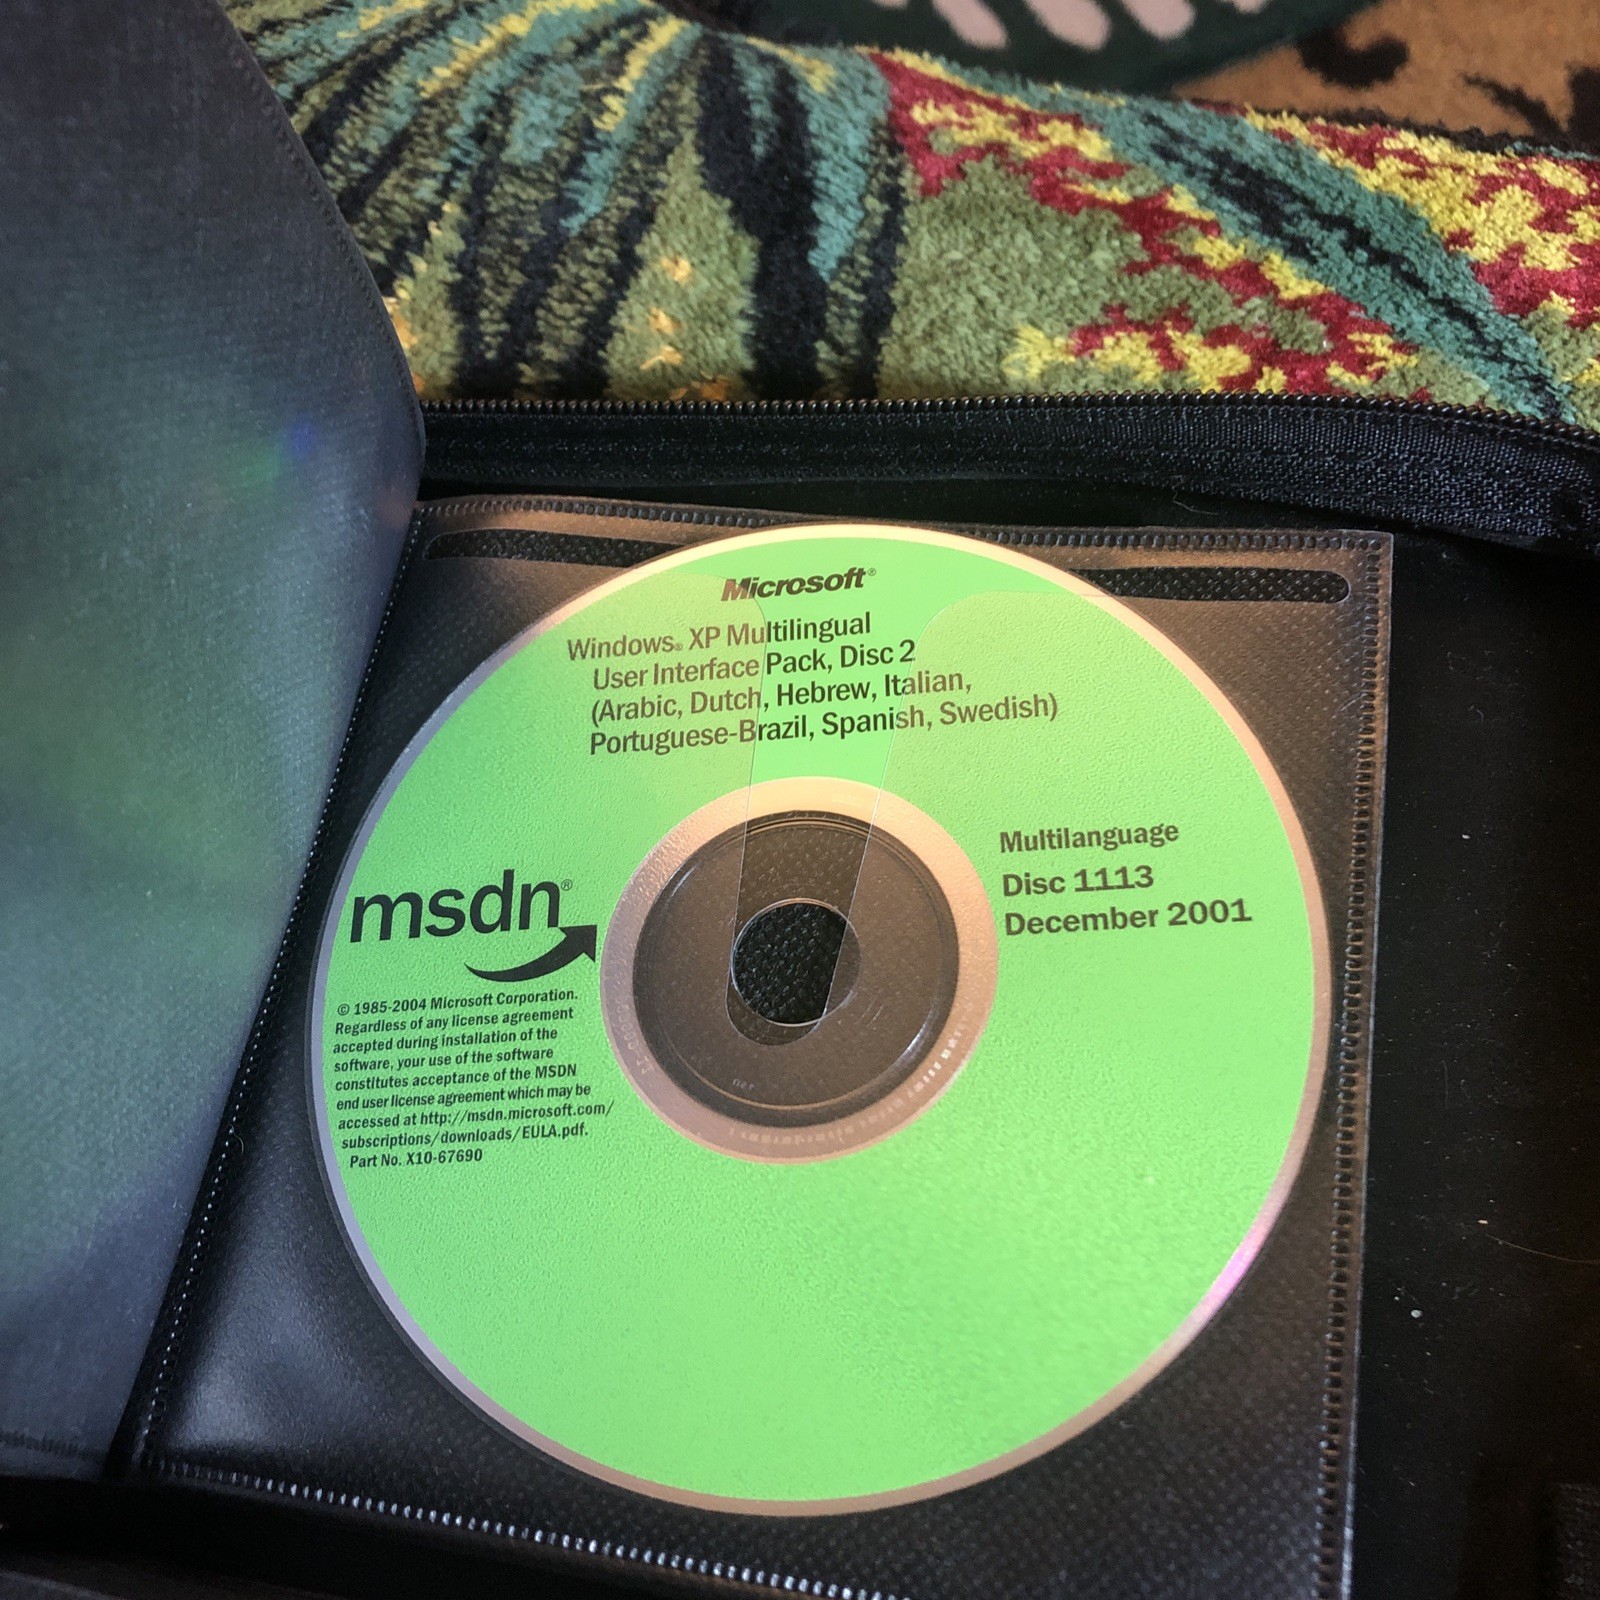 Microsoft®
Windows® XP Multilingual
User Interface Pack, Disc 2
(Arabic, Dutch, Hebrew, Italian,
Portuguese-Brazil, Spanish, Swedish)
Multilanguage
Disc 1113
December 2001
msdn®
© 1985-2004 Microsoft Corporation.
Regardless of any license agreement
accepted during installation of the
software, your use of the software
constitutes acceptance of the MSDN
end user license agreement which may be
accessed at http://msdn.microsoft.com/
subscriptions/downloads/EULA.pdf.
Part No. X10-67690